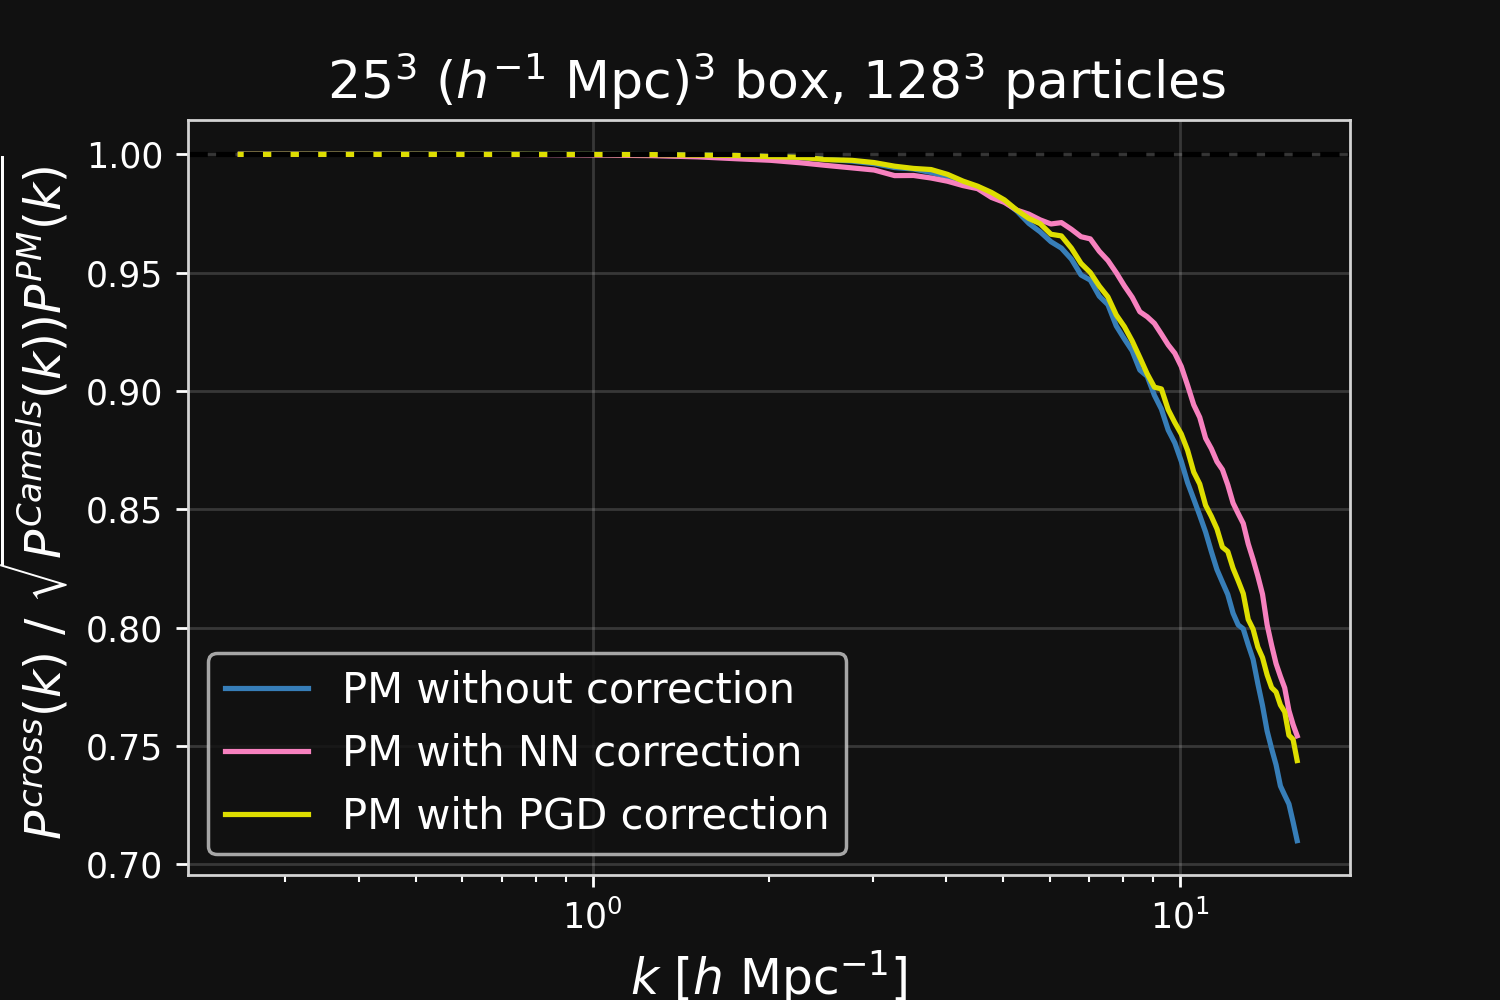 25³ (h⁻¹ Mpc)³ box, 128³ particles
P^{cross}(k) / √P^{Camels}(k))P^{PM}(k)
1.00
0.95
0.90
0.85
0.80
0.75
0.70
PM without correction
PM with NN correction
PM with PGD correction
10⁰ 10¹
k [h Mpc⁻¹]